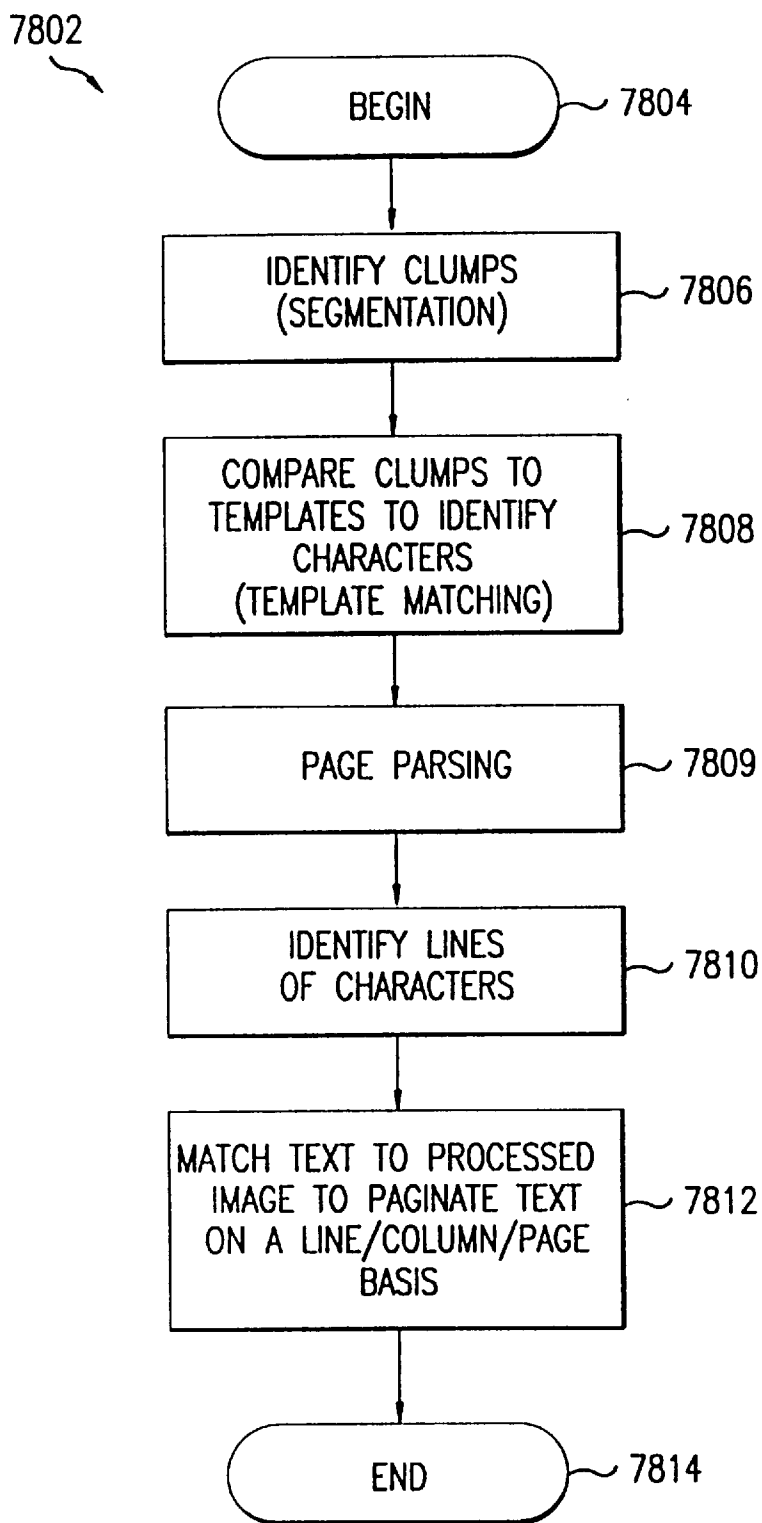 7802
BEGIN
7804
IDENTIFY CLUMPS
(SEGMENTATION)
7806
COMPARE CLUMPS TO
TEMPLATES TO IDENTIFY
CHARACTERS
(TEMPLATE MATCHING)
7808
PAGE PARSING
7809
IDENTIFY LINES
OF CHARACTERS
7810
MATCH TEXT TO PROCESSED
IMAGE TO PAGINATE TEXT
ON A LINE/COLUMN/PAGE
BASIS
7812
END
7814